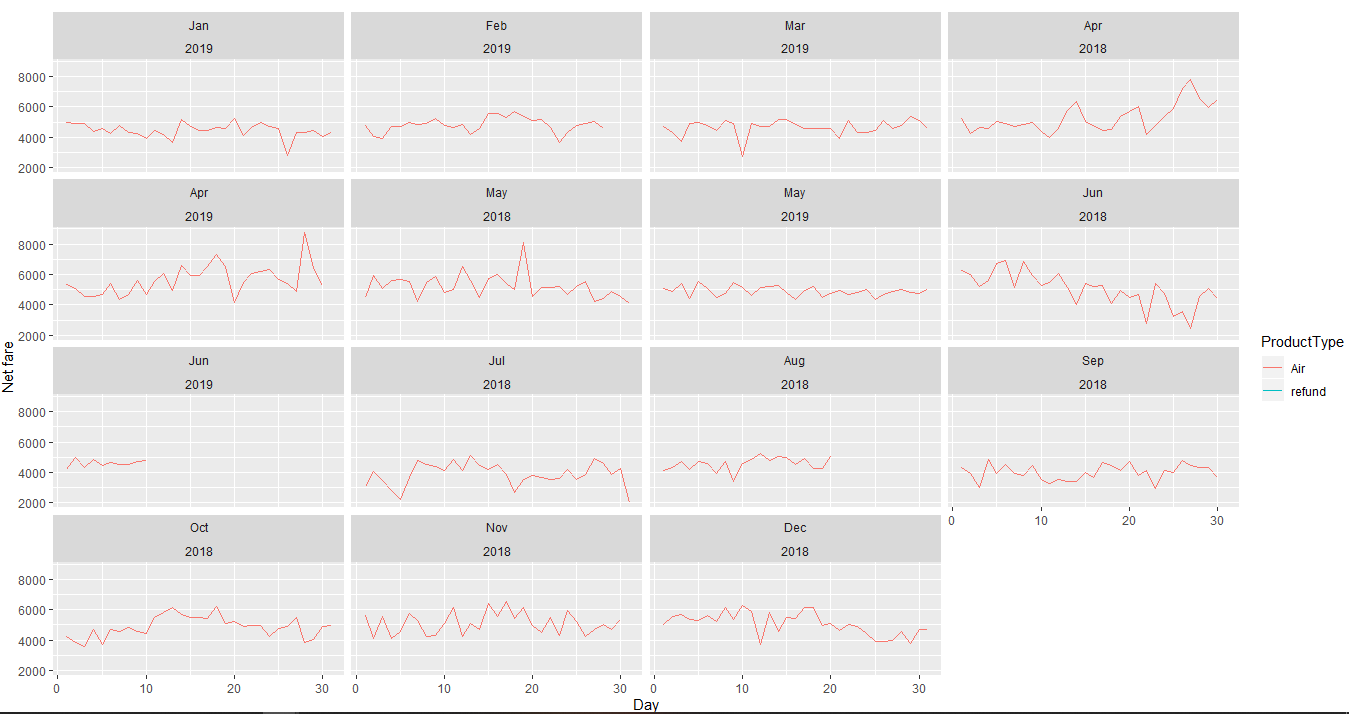 Jan
2019
Feb
2019
Mar
2019
Apr
2018
8000
6000
4000
2000
Apr
2019
May
2018
May
2019
Jun
2018
8000
6000
4000
2000
Jun
2019
Jul
2018
Aug
2018
Sep
2018
8000
6000
4000
2000
0 10 20 30
Oct
2018
Nov
2018
Dec
2018
8000
6000
4000
2000
0 10 20 30
0 10 20 30
0 10 20 30
Day
Net fare
ProductType
Air
refund